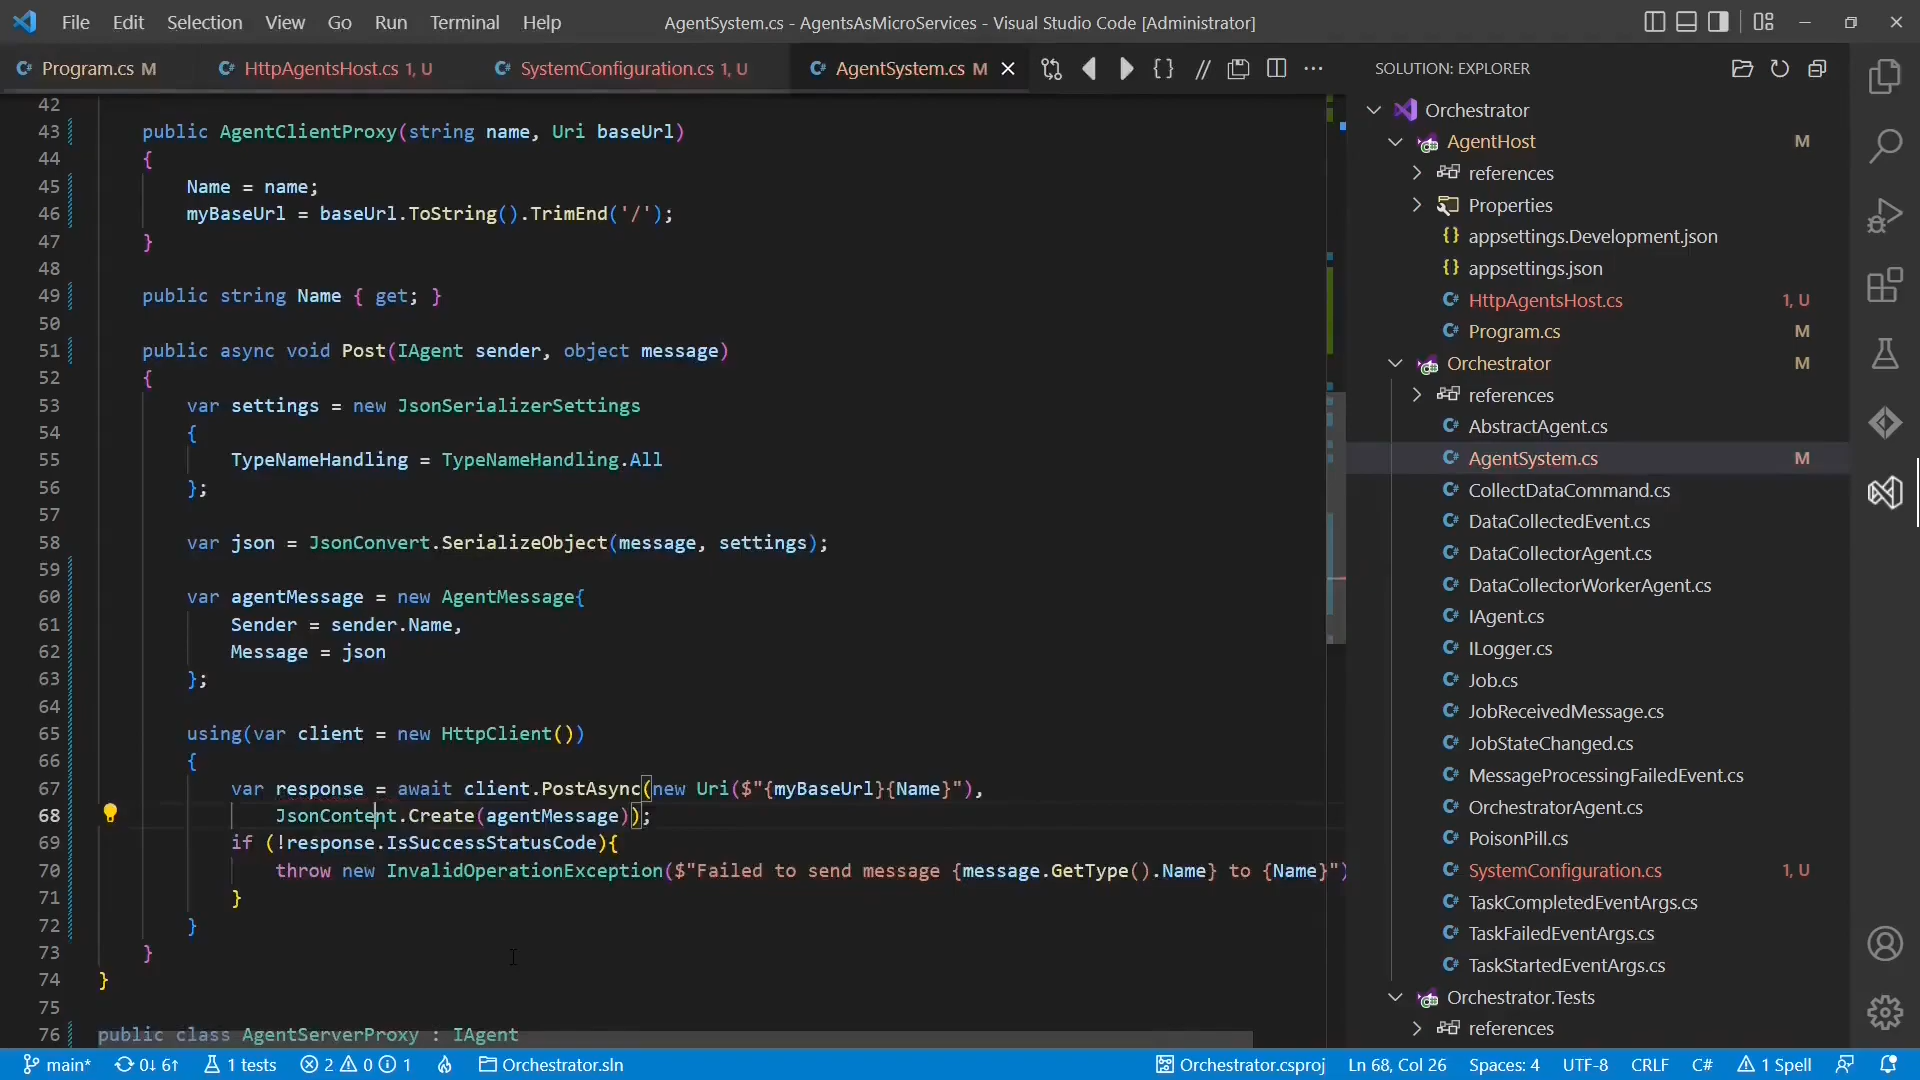 File Edit Selection View Go Run Terminal Help
AgentSystem.cs - AgentsAsMicroServices - Visual Studio Code [Administrator]
Program.cs M
HttpAgentsHost.cs 1, U
SystemConfiguration.cs 1, U
AgentSystem.cs M
42
43 public AgentClientProxy(string name, Uri baseUrl)
44 {
45 Name = name;
46 myBaseUrl = baseUrl.ToString().TrimEnd('/');
47 }
48
49 public string Name { get; }
50
51 public async void Post(IAgent sender, object message)
52 {
53 var settings = new JsonSerializerSettings
54 {
55 TypeNameHandling = TypeNameHandling.All
56 };
57
58 var json = JsonConvert.SerializeObject(message, settings);
59
60 var agentMessage = new AgentMessage{
61 Sender = sender.Name,
62 Message = json
63 };
64
65 using(var client = new HttpClient())
66 {
67 var response = await client.PostAsync(new Uri($"{myBaseUrl}{Name}"),
68 JsonContent.Create(agentMessage));
69 if (!response.IsSuccessStatusCode){
70 throw new InvalidOperationException($"Failed to send message {message.GetType().Name} to {Name}")
71 }
72 }
73 }
74 }
75
76 public class AgentServerProxy : IAgent
SOLUTION: EXPLORER
Orchestrator
AgentHost M
references
Properties
{} appsettings.Development.json
{} appsettings.json
HttpAgentsHost.cs 1, U
Program.cs M
Orchestrator M
references
AbstractAgent.cs
AgentSystem.cs M
CollectDataCommand.cs
DataCollectedEvent.cs
DataCollectorAgent.cs
DataCollectorWorkerAgent.cs
IAgent.cs
ILogger.cs
Job.cs
JobReceivedMessage.cs
JobStateChanged.cs
MessageProcessingFailedEvent.cs
OrchestratorAgent.cs
PoisonPill.cs
SystemConfiguration.cs 1, U
TaskCompletedEventArgs.cs
TaskFailedEventArgs.cs
TaskStartedEventArgs.cs
Orchestrator.Tests
references
main* 0↓ 6↑ 1 tests 2 0 1 Orchestrator.sln Orchestrator.csproj Ln 68, Col 26 Spaces: 4 UTF-8 CRLF C# 1 Spell